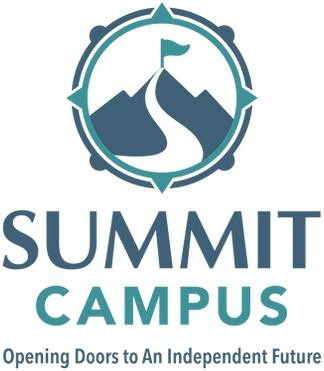 SUMMIT
CAMPUS
Opening Doors to An Independent Future